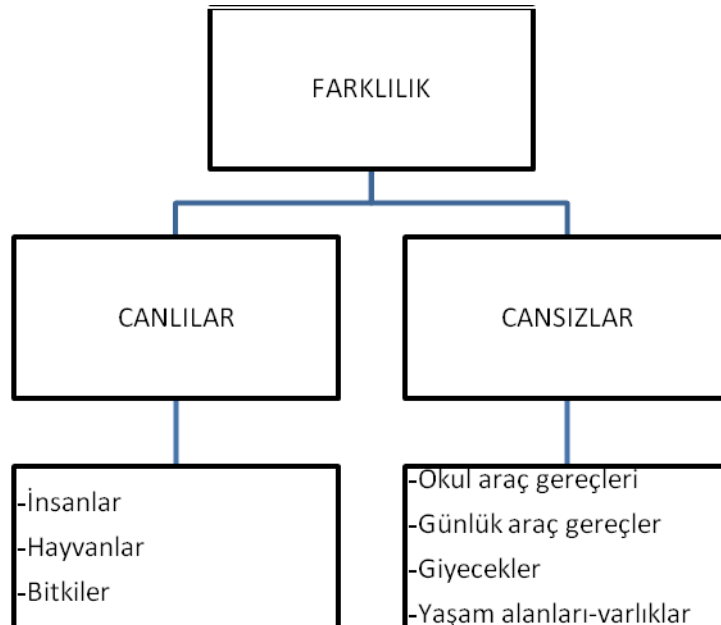 FARKLILIK
CANLILAR
CANSIZLAR
-İnsanlar
-Hayvanlar
-Bitkiler
-Okul araç gereçleri
-Günlük araç gereçler
-Giyecekler
-Yaşam alanları-varlıklar